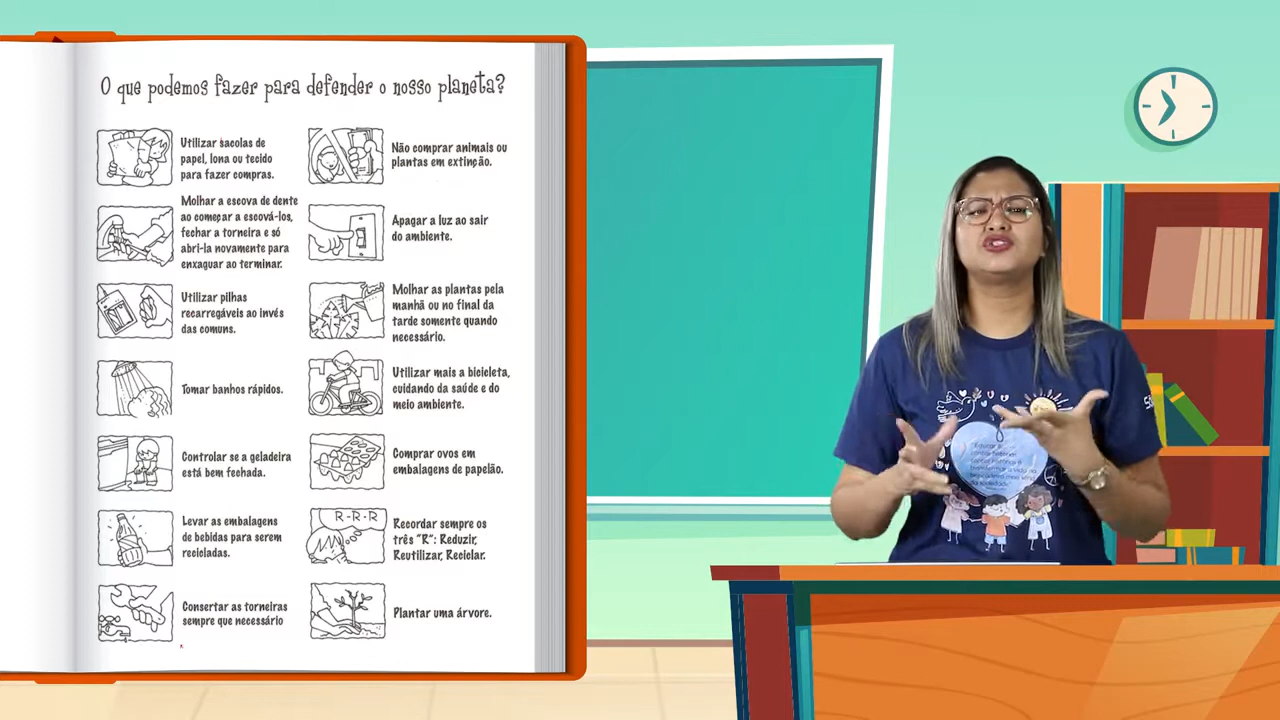 O que podemos fazer para defender o nosso planeta?
Utilizar sacolas de
papel, lona ou tecido
para fazer compras.
Molhar a escova de dente
ao começar a escová-los,
fechar a torneira e só
abri-la novamente para
enxaguar ao terminar.
Utilizar pilhas
recarregáveis ao invés
das comuns.
Tomar banhos rápidos.
Controlar se a geladeira
está bem fechada.
Levar as embalagens
de bebidas para serem
recicladas.
Consertar as torneiras
sempre que necessário
Não comprar animais ou
plantas em extinção.
Apagar a luz ao sair
do ambiente.
Molhar as plantas pela
manhã ou no final da
tarde somente quando
necessário.
Utilizar mais a bicicleta,
cuidando da saúde e do
meio ambiente.
Comprar ovos em
embalagens de papelão.
R-R-R
Recordar sempre os
três "R": Reduzir,
Reutilizar, Reciclar.
Plantar uma árvore.